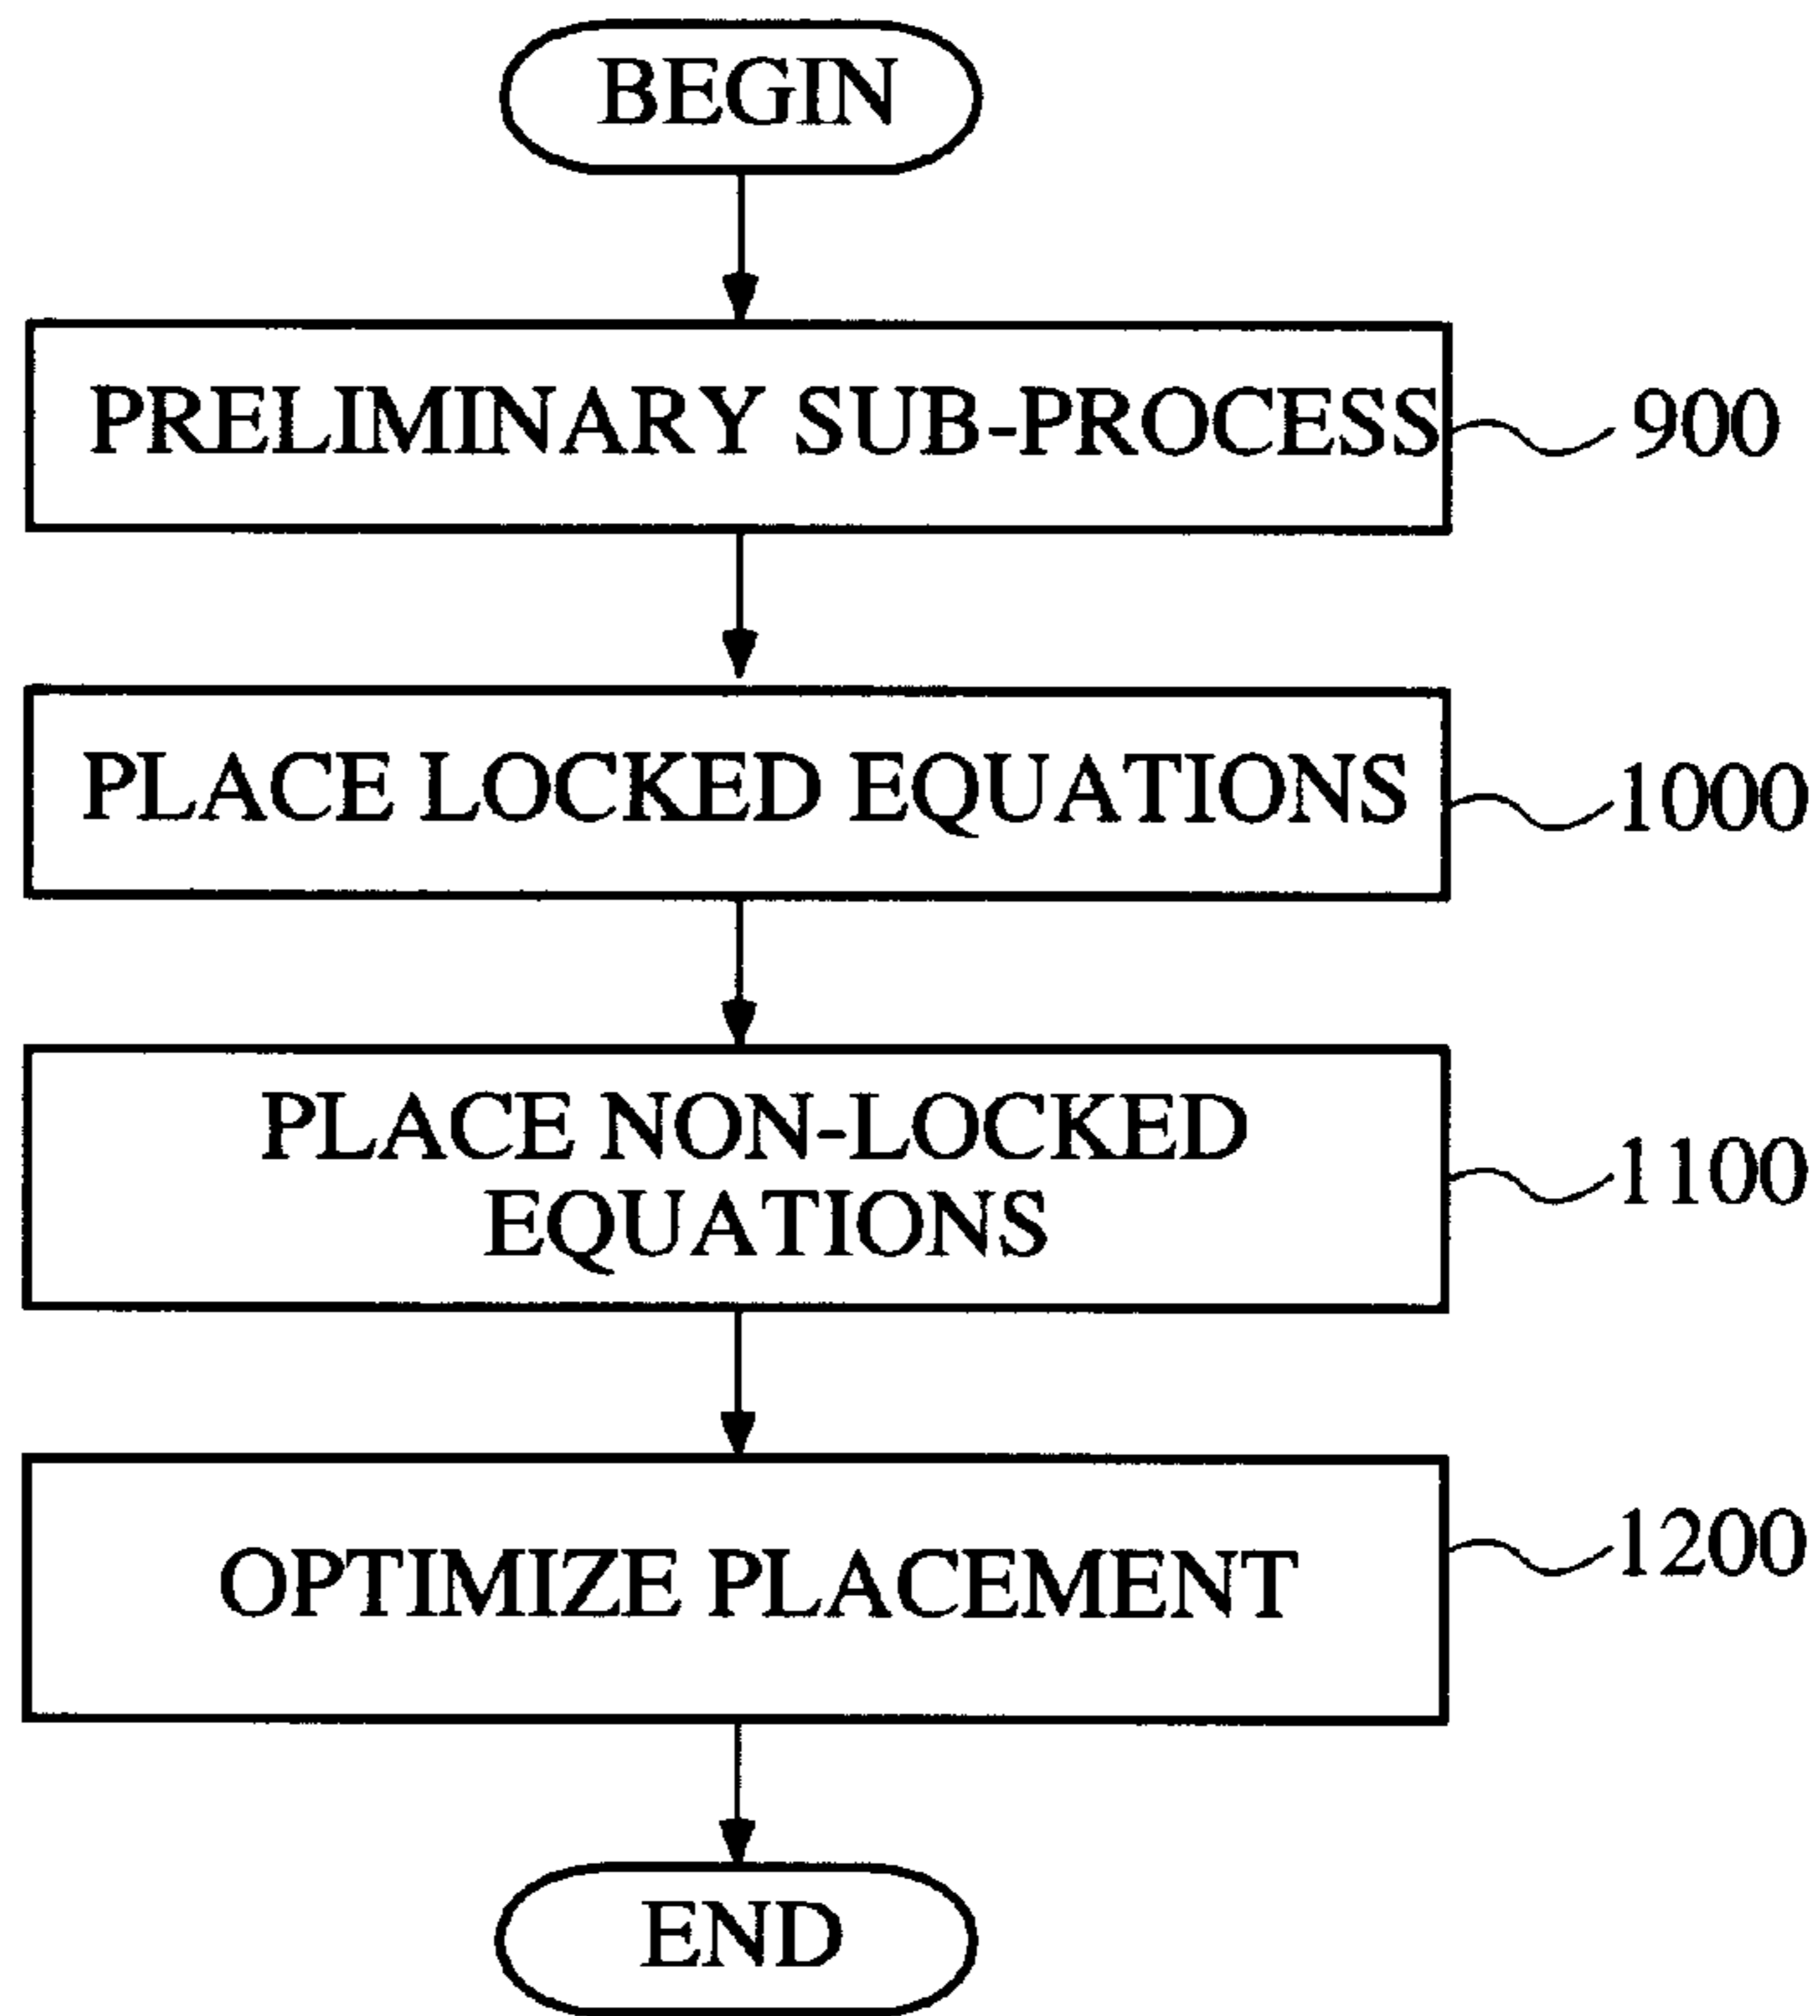 BEGIN
PRELIMINARY SUB-PROCESS
900
PLACE LOCKED EQUATIONS
1000
PLACE NON-LOCKED
EQUATIONS
1100
OPTIMIZE PLACEMENT
1200
END